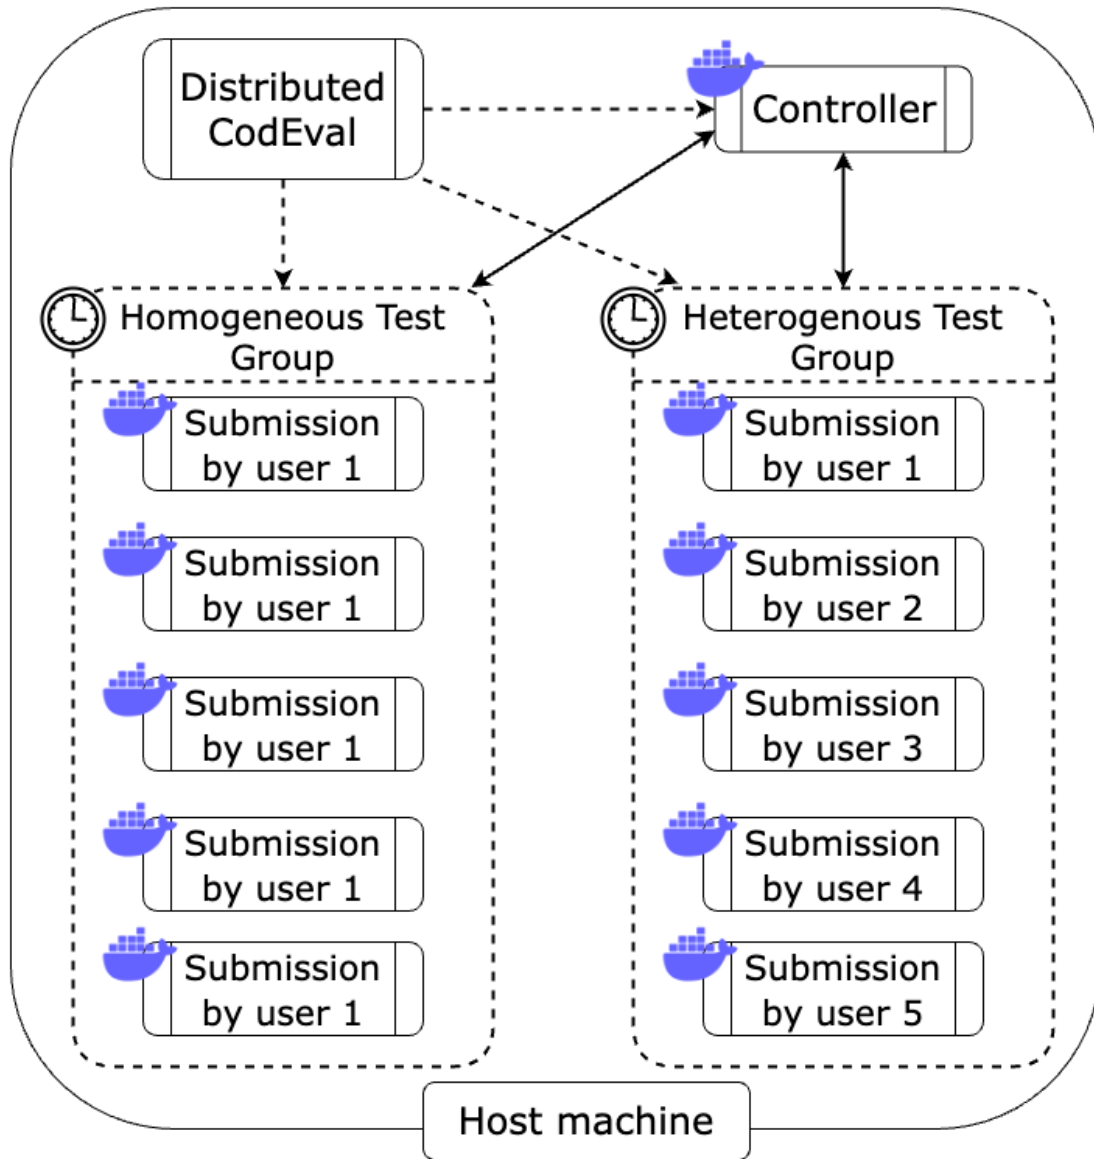 Distributed
CodEval
Controller
Homogeneous Test
Group
Submission
by user 1
Submission
by user 1
Submission
by user 1
Submission
by user 1
Submission
by user 1
Heterogenous Test
Group
Submission
by user 1
Submission
by user 2
Submission
by user 3
Submission
by user 4
Submission
by user 5
Host machine